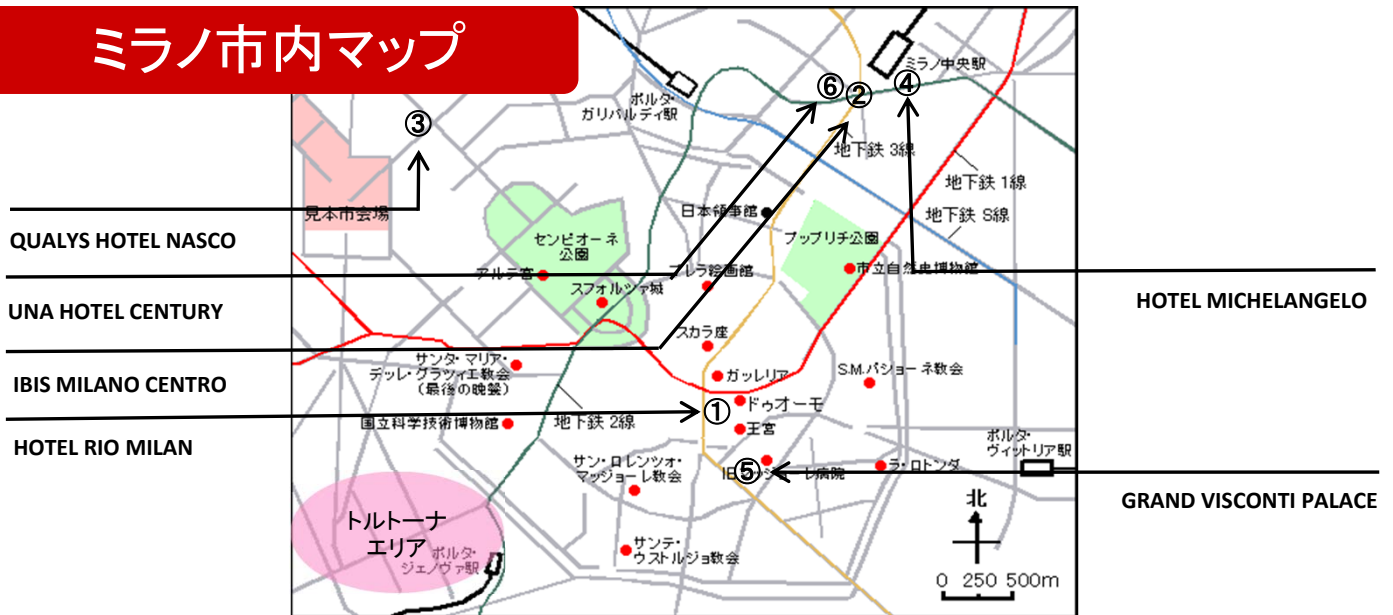 ミラノ市内マップ
ミラノ中央駅
⑥
②
④
ポルタ・
ガリバルディ駅
③
地下鉄 3線
地下鉄 1線
地下鉄 S線
見本市会場
日本領事館
プップリチ公園
センピオーネ
公園
QUALYS HOTEL NASCO
アルテ宮
ブレラ絵画館
市立自然史博物館
スフォルツァ城
UNA HOTEL CENTURY
HOTEL MICHELANGELO
スカラ座
サンタ・マリア・
デッレ・グラツィエ教会
(最後の晩餐)
IBIS MILANO CENTRO
ガッレリア
S.M.パショーネ教会
①
ドゥオーモ
国立科学技術博物館
地下鉄 2線
王宮
HOTEL RIO MILAN
ポルタ・
ヴィットリア駅
サン・ロレンツォ・
マッジョーレ教会
⑤
ラ・ロトンダ
GRAND VISCONTI PALACE
トルトーナ
エリア
北
ポルタ・
ジェノヴァ駅
サンテ・
ウストルジョ教会
0 250 500m